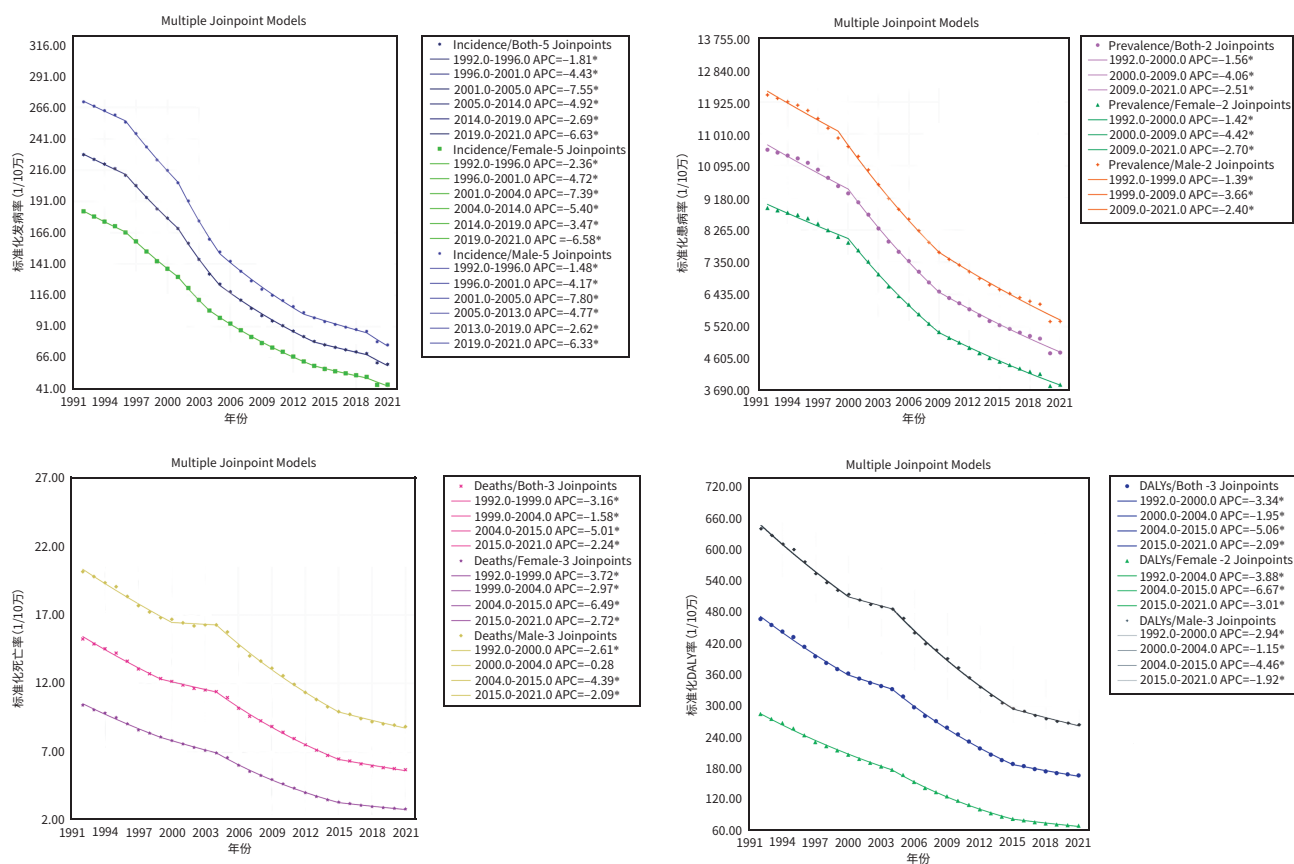 Multiple Joinpoint Models
316.00
291.00
266.00
241.00
216.00
191.00
166.00
141.00
116.00
91.00
66.00
41.00
标准化发病率(1/10万)
1991 1994 1997 2000 2003 2006 2009 2012 2015 2018 2021
年份
Incidence/Both-5 Joinpoints
1992.0-1996.0 APC=−1.81*
1996.0-2001.0 APC=−4.43*
2001.0-2005.0 APC=−7.55*
2005.0-2014.0 APC=−4.92*
2014.0-2019.0 APC=−2.69*
2019.0-2021.0 APC=−6.63*
Incidence/Female-5 Joinpoints
1992.0-1996.0 APC=−2.36*
1996.0-2001.0 APC=−4.72*
2001.0-2004.0 APC=−7.39*
2004.0-2014.0 APC=−5.40*
2014.0-2019.0 APC=−3.47*
2019.0-2021.0 APC =−6.58*
Incidence/Male-5 Joinpoints
1992.0-1996.0 APC=−1.48*
1996.0-2001.0 APC=−4.17*
2001.0-2005.0 APC=−7.80*
2005.0-2013.0 APC=−4.77*
2013.0-2019.0 APC=−2.62*
2019.0-2021.0 APC=−6.33*
Multiple Joinpoint Models
13 755.00
12 840.00
11 925.00
11 010.00
10 095.00
9 180.00
8 265.00
7 350.00
6 435.00
5 520.00
4 605.00
3 690.00
标准化患病率(1/10万)
1991 1994 1997 2000 2003 2006 2009 2012 2015 2018 2021
年份
Prevalence/Both-2 Joinpoints
1992.0-2000.0 APC=−1.56*
2000.0-2009.0 APC=−4.06*
2009.0-2021.0 APC=−2.51*
Prevalence/Female-2 Joinpoints
1992.0-2000.0 APC=−1.42*
2000.0-2009.0 APC=−4.42*
2009.0-2021.0 APC=−2.70*
Prevalence/Male-2 Joinpoints
1992.0-1999.0 APC=−1.39*
1999.0-2009.0 APC=−3.66*
2009.0-2021.0 APC=−2.40*
Multiple Joinpoint Models
27.00
22.00
17.00
12.00
7.00
2.00
标准化死亡率(1/10万)
1991 1994 1997 2000 2003 2006 2009 2012 2015 2018 2021
年份
Deaths/Both-3 Joinpoints
1992.0-1999.0 APC=−3.16*
1999.0-2004.0 APC=−1.58*
2004.0-2015.0 APC=−5.01*
2015.0-2021.0 APC=−2.24*
Deaths/Female-3 Joinpoints
1992.0-1999.0 APC=−3.72*
1999.0-2004.0 APC=−2.97*
2004.0-2015.0 APC=−6.49*
2015.0-2021.0 APC=−2.72*
Deaths/Male-3 Joinpoints
1992.0-2000.0 APC=−2.61*
2000.0-2004.0 APC=−0.28
2004.0-2015.0 APC=−4.39*
2015.0-2021.0 APC=−2.09*
Multiple Joinpoint Models
720.00
660.00
600.00
540.00
480.00
420.00
360.00
300.00
240.00
180.00
120.00
60.00
标准化DALY率(1/10万)
1991 1994 1997 2000 2003 2006 2009 2012 2015 2018 2021
年份
DALYs/Both -3 Joinpoints
1992.0-2000.0 APC=−3.34*
2000.0-2004.0 APC=−1.95*
2004.0-2015.0 APC=−5.06*
2015.0-2021.0 APC=−2.09*
DALYs/Female -2 Joinpoints
1992.0-2004.0 APC=−3.88*
2004.0-2015.0 APC=−6.67*
2015.0-2021.0 APC=−3.01*
DALYs/Male-3 Joinpoints
1992.0-2000.0 APC=−2.94*
2000.0-2004.0 APC=−1.15*
2004.0-2015.0 APC=−4.46*
2015.0-2021.0 APC=−1.92*